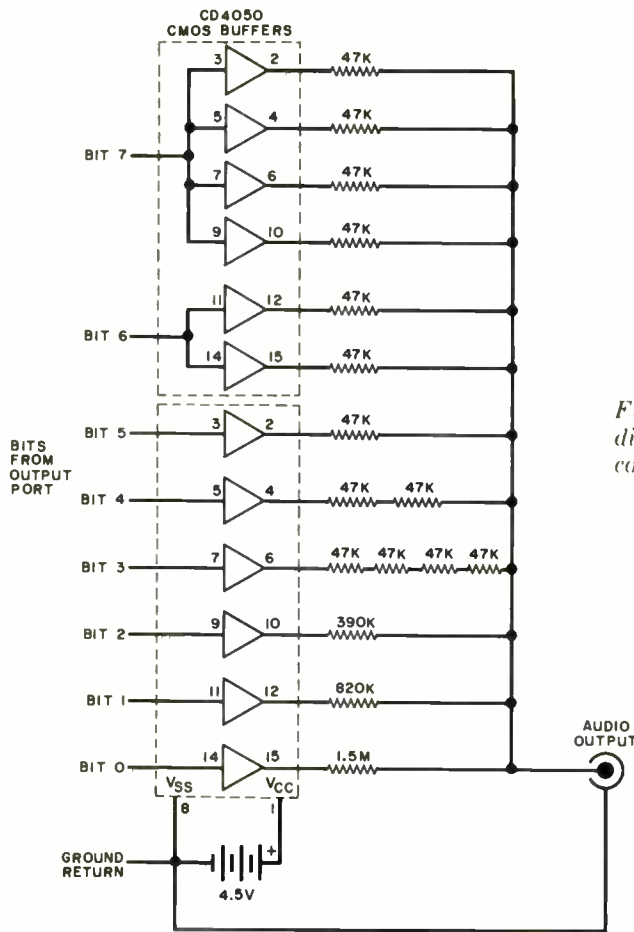 CD4050
CMOS BUFFERS
3 2 47K
5 4 47K
BIT 7
7 6 47K
9 10 47K
11 12 47K
BIT 6
14 15 47K
BIT 5 3 2 47K
BITS
FROM
OUTPUT
PORT
BIT 4 5 4 47K 47K
BIT 3 7 6 47K 47K 47K 47K
BIT 2 9 10 390K
BIT 1 11 12 820K
AUDIO
OUTPUT
BIT 0 14 15 1.5M
VSS VCC
8 1
GROUND
RETURN
+
4.5V
F
di
co